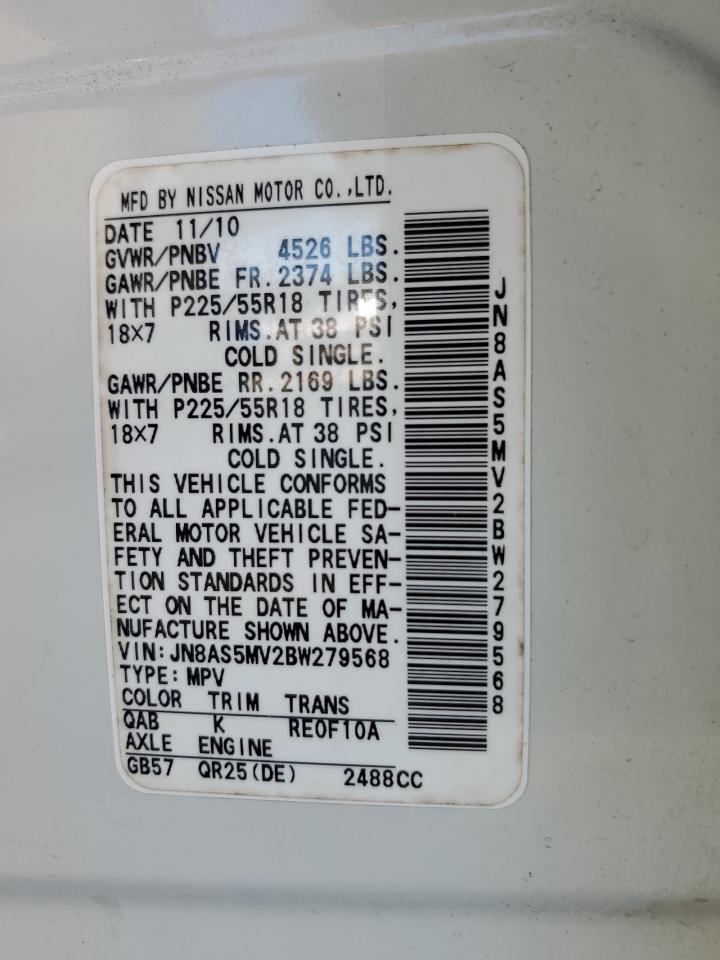 MFD BY NISSAN MOTOR CO.,LTD.
DATE 11/10
GVWR/PNBV 4526 LBS.
GAWR/PNBE FR. 2374 LBS.
WITH P225/55R18 TIRES,
18×7 RIMS. AT 38 PSI
COLD SINGLE.
GAWR/PNBE RR. 2169 LBS.
WITH P225/55R18 TIRES,
18×7 RIMS. AT 38 PSI
COLD SINGLE.
THIS VEHICLE CONFORMS
TO ALL APPLICABLE FED-
ERAL MOTOR VEHICLE SA-
FETY AND THEFT PREVEN-
TION STANDARDS IN EFF-
ECT ON THE DATE OF MA-
NUFACTURE SHOWN ABOVE.
VIN:JN8AS5MV2BW279568
TYPE:MPV
COLOR TRIM TRANS
QAB K RE0F10A
AXLE ENGINE
GB57 QR25(DE) 2488CC
JN8AS5MV2BW279568